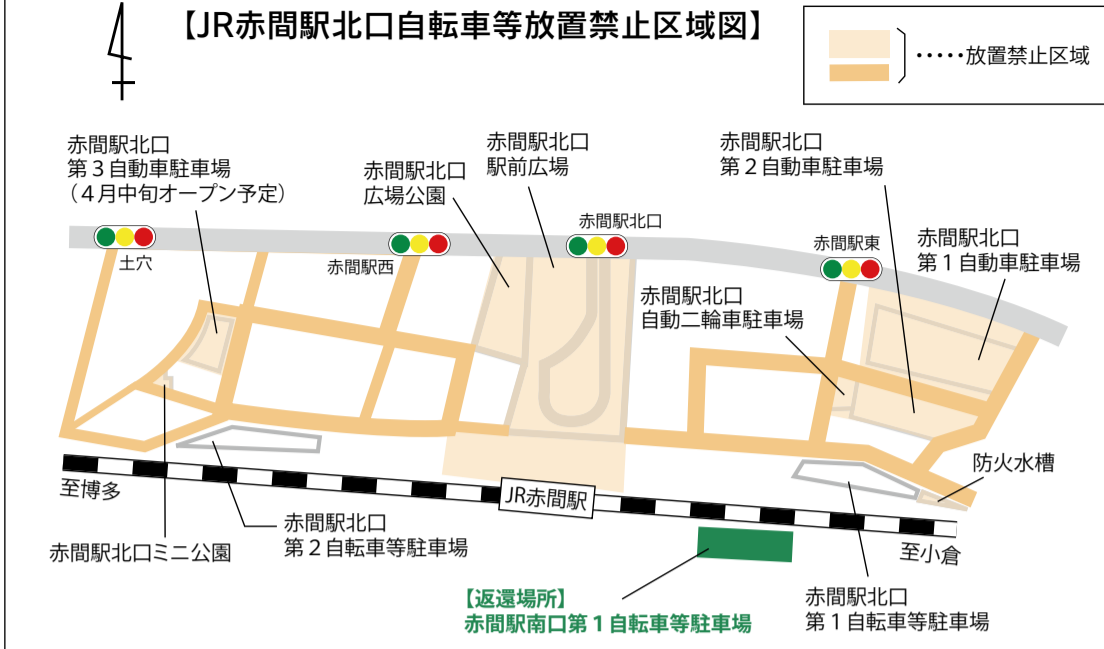 【JR赤間駅北口自転車等放置禁止区域図】
・・・・・放置禁止区域
赤間駅北口
第３自動車駐車場
（４月中旬オープン予定）
赤間駅北口
広場公園
赤間駅北口
駅前広場
赤間駅北口
第２自動車駐車場
赤間駅北口
赤間駅東
赤間駅北口
第１自動車駐車場
土穴
赤間駅西
赤間駅北口
自動二輪車駐車場
防火水槽
至博多
JR赤間駅
赤間駅北口ミニ公園
赤間駅北口
第２自転車等駐車場
至小倉
【返還場所】
赤間駅南口第１自転車等駐車場
赤間駅北口
第１自転車等駐車場